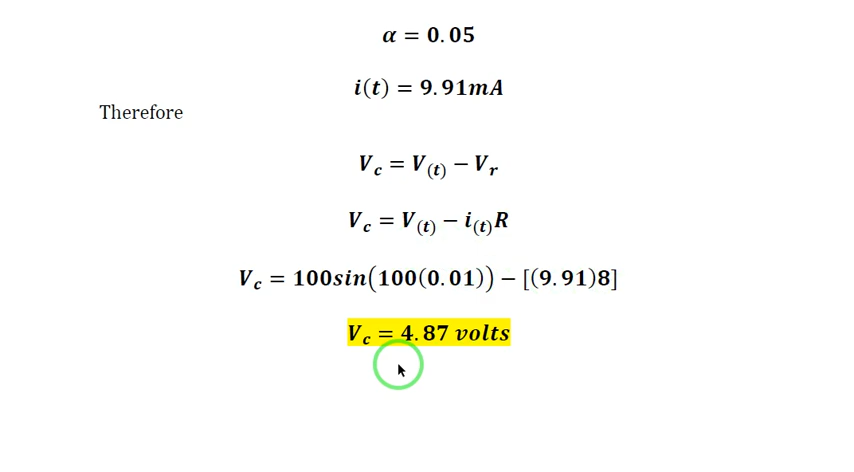 α = 0.05
i(t) = 9.91mA
Therefore
V_c = V_(t) − V_r
V_c = V_(t) − i_(t)R
V_c = 100sin(100(0.01)) − [(9.91)8]
V_c = 4.87 volts